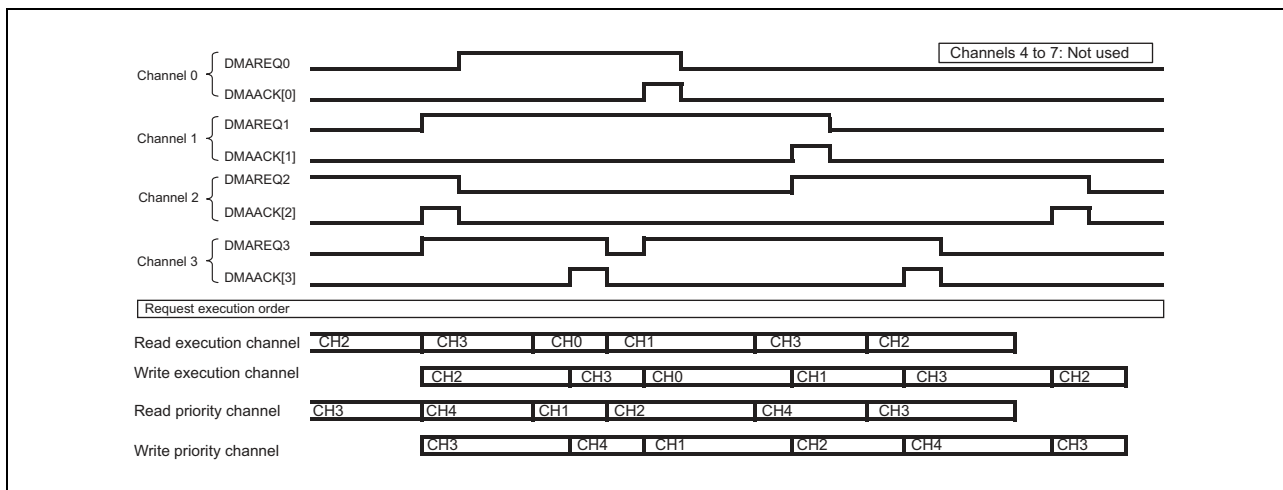 Channels 4 to 7: Not used
Channel 0
DMAREQ0
DMAACK[0]
Channel 1
DMAREQ1
DMAACK[1]
Channel 2
DMAREQ2
DMAACK[2]
Channel 3
DMAREQ3
DMAACK[3]
Request execution order
Read execution channel CH2 CH3 CH0 CH1 CH3 CH2
Write execution channel CH2 CH3 CH0 CH1 CH3 CH2
Read priority channel CH3 CH4 CH1 CH2 CH4 CH3
Write priority channel CH3 CH4 CH1 CH2 CH4 CH3